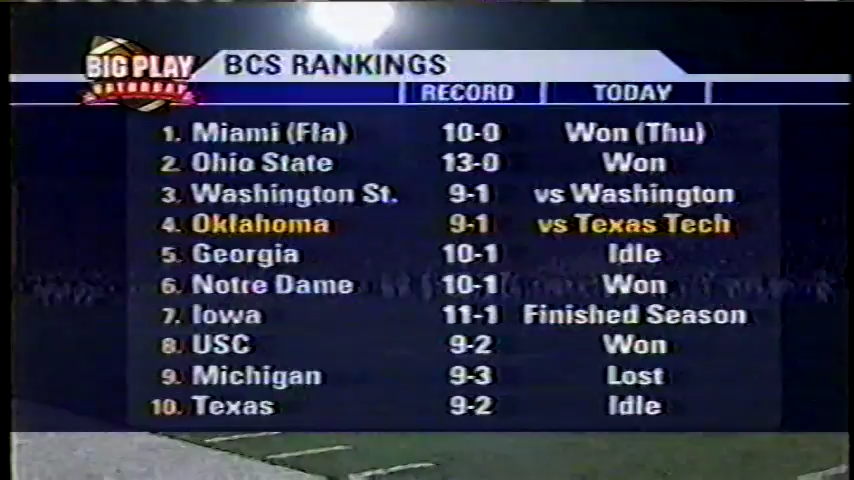 BIG PLAY
SATURDAY
BCS RANKINGS
RECORD TODAY
1. Miami (Fla) 10-0 Won (Thu)
2. Ohio State 13-0 Won
3. Washington St. 9-1 vs Washington
4. Oklahoma 9-1 vs Texas Tech
5. Georgia 10-1 Idle
6. Notre Dame 10-1 Won
7. Iowa 11-1 Finished Season
8. USC 9-2 Won
9. Michigan 9-3 Lost
10. Texas 9-2 Idle